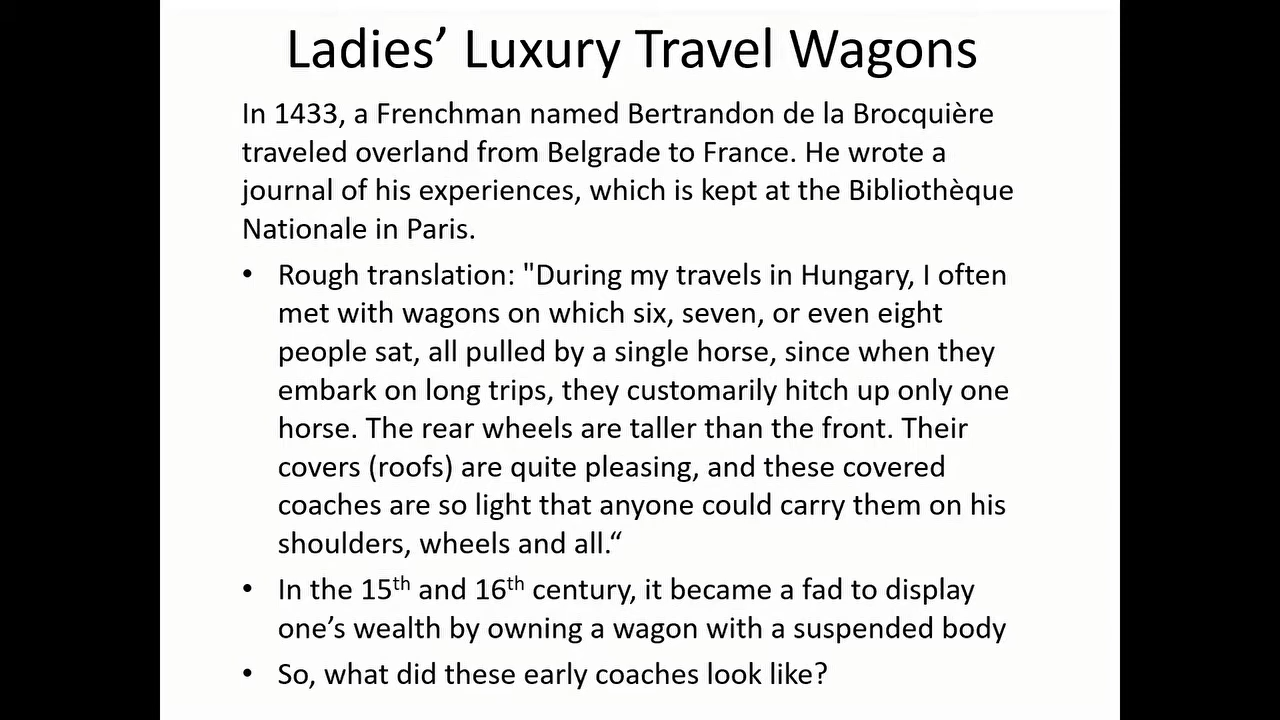 Ladies’ Luxury Travel Wagons
In 1433, a Frenchman named Bertrandon de la Brocquière
traveled overland from Belgrade to France. He wrote a
journal of his experiences, which is kept at the Bibliothèque
Nationale in Paris.
• Rough translation: "During my travels in Hungary, I often
met with wagons on which six, seven, or even eight
people sat, all pulled by a single horse, since when they
embark on long trips, they customarily hitch up only one
horse. The rear wheels are taller than the front. Their
covers (roofs) are quite pleasing, and these covered
coaches are so light that anyone could carry them on his
shoulders, wheels and all.“
• In the 15th and 16th century, it became a fad to display
one’s wealth by owning a wagon with a suspended body
• So, what did these early coaches look like?